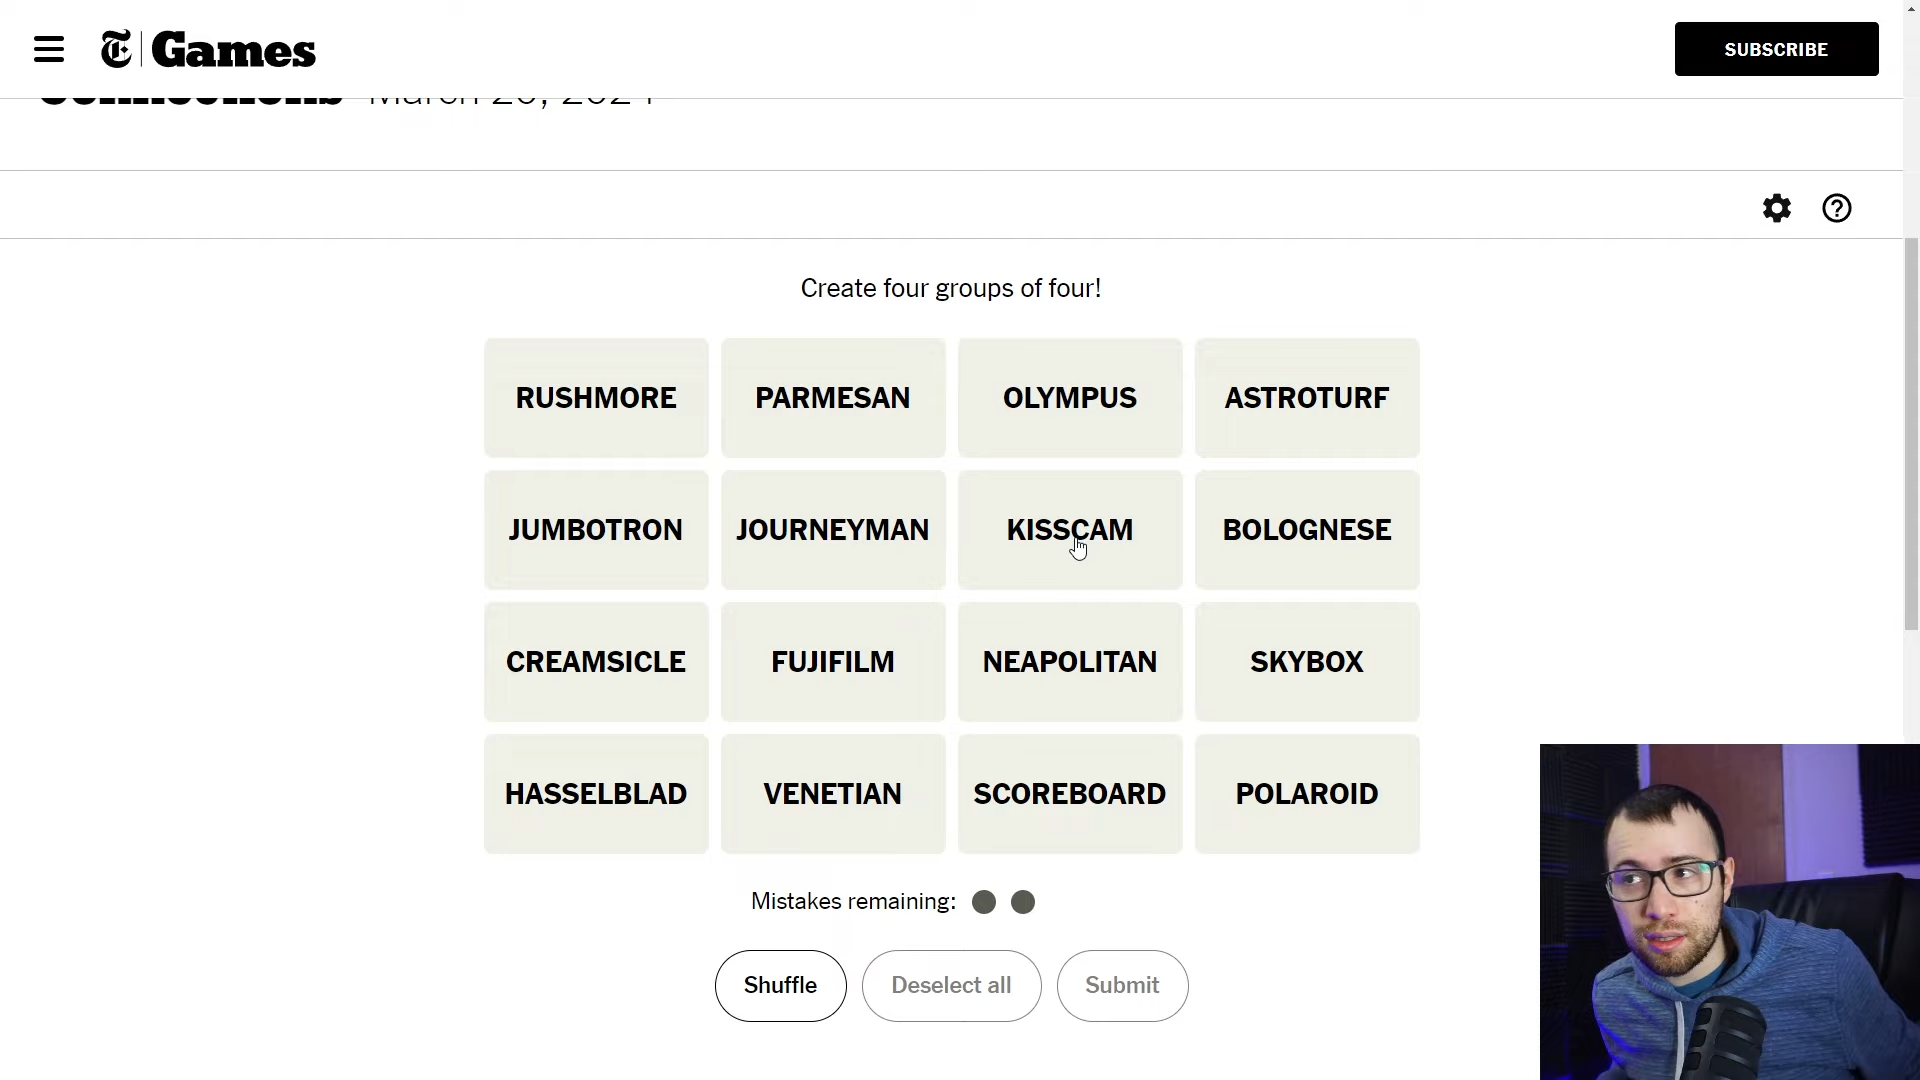 Games
SUBSCRIBE
Create four groups of four!
RUSHMORE PARMESAN OLYMPUS ASTROTURF
JUMBOTRON JOURNEYMAN KISSCAM BOLOGNESE
CREAMSICLE FUJIFILM NEAPOLITAN SKYBOX
HASSELBLAD VENETIAN SCOREBOARD POLAROID
Mistakes remaining:
Shuffle Deselect all Submit